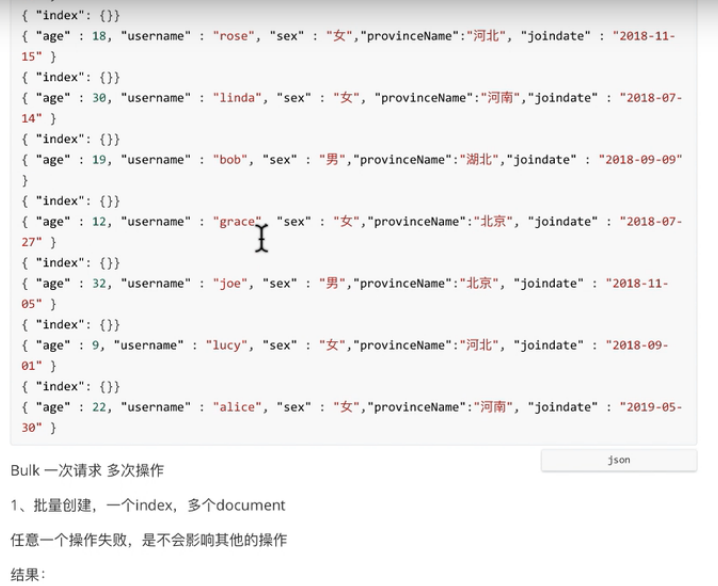 { "index": {}}
{ "age" : 18, "username" : "rose", "sex" : "女","provinceName":"河北", "joindate" : "2018-11-
15" }
{ "index": {}}
{ "age" : 30, "username" : "linda", "sex" : "女", "provinceName":"河南","joindate" : "2018-07-
14" }
{ "index": {}}
{ "age" : 19, "username" : "bob", "sex" : "男","provinceName":"湖北","joindate" : "2018-09-09"
}
{ "index": {}}
{ "age" : 12, "username" : "grace", "sex" : "女","provinceName":"北京", "joindate" : "2018-07-
27" }
{ "index": {}}
{ "age" : 32, "username" : "joe", "sex" : "男","provinceName":"北京", "joindate" : "2018-11-
05" }
{ "index": {}}
{ "age" : 9, "username" : "lucy", "sex" : "女","provinceName":"河北", "joindate" : "2018-09-
01" }
{ "index": {}}
{ "age" : 22, "username" : "alice", "sex" : "女","provinceName":"河南", "joindate" : "2019-05-
30" }
json
Bulk 一次请求 多次操作
1、批量创建，一个index，多个document
任意一个操作失败，是不会影响其他的操作
结果：